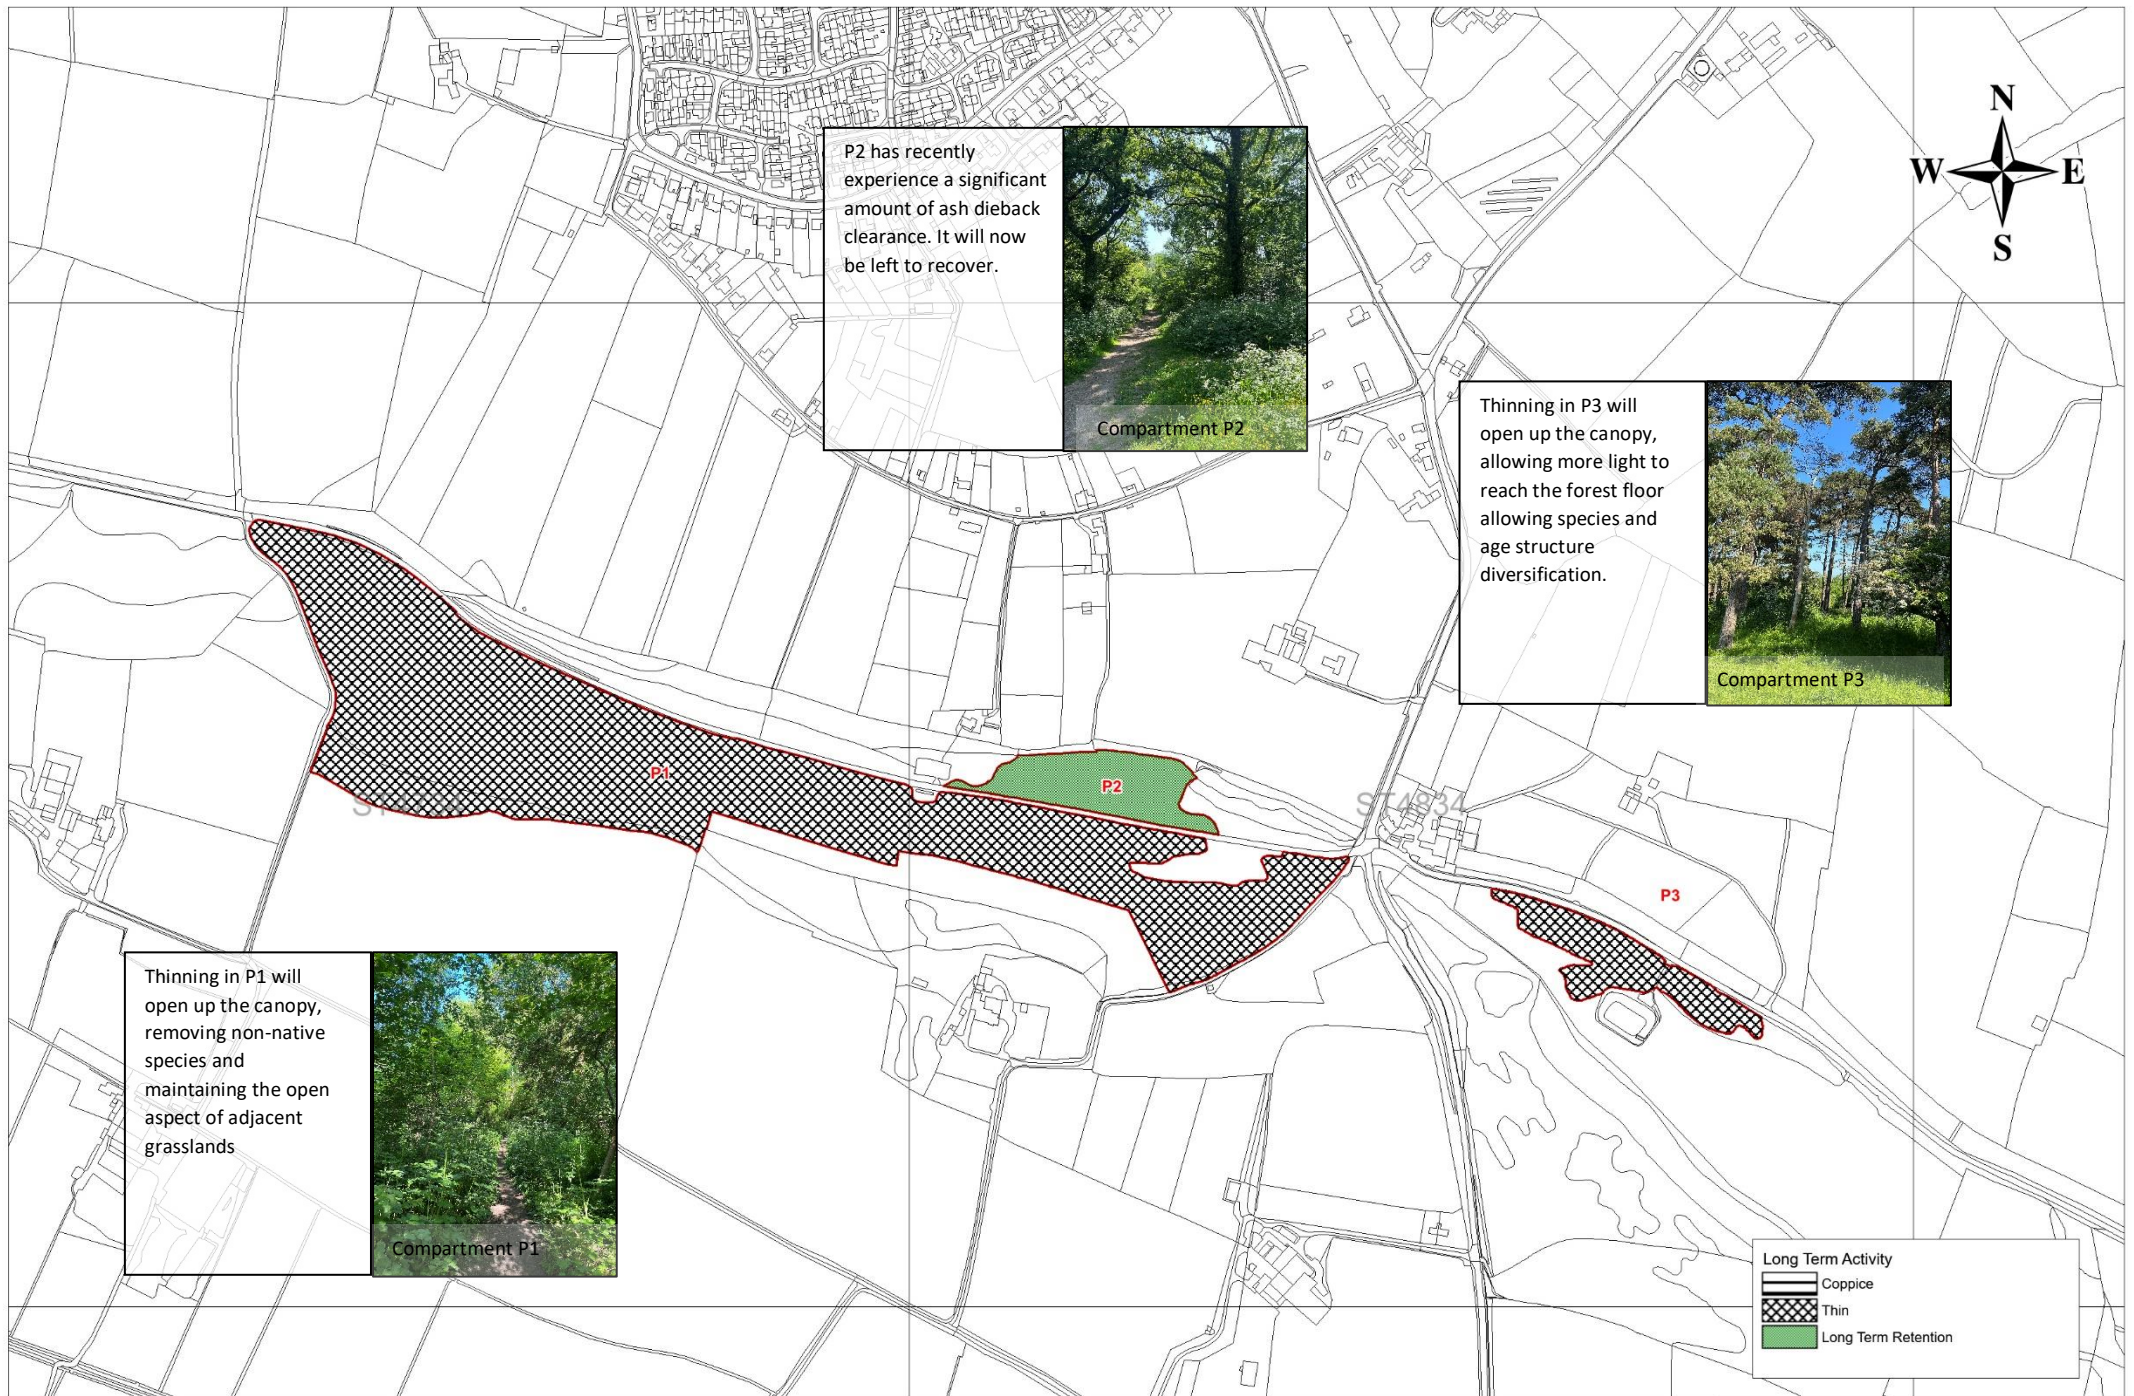 N
W E
S
P2 has recently
experience a significant
amount of ash dieback
clearance. It will now
be left to recover.
Compartment P2
Thinning in P3 will
open up the canopy,
allowing more light to
reach the forest floor
allowing species and
age structure
diversification.
Compartment P3
P1
P2
ST4834
P3
Thinning in P1 will
open up the canopy,
removing non-native
species and
maintaining the open
aspect of adjacent
grasslands
Compartment P1
Long Term Activity
Coppice
Thin
Long Term Retention